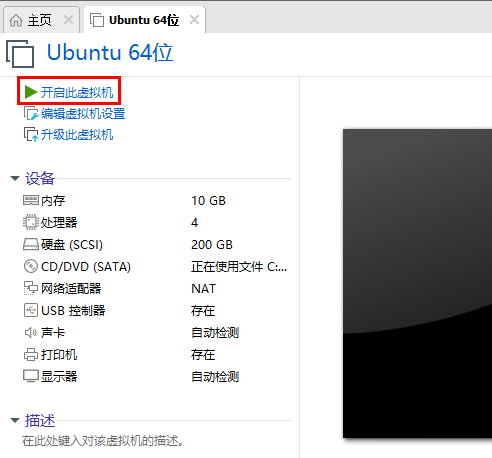 主页 Ubuntu 64位
Ubuntu 64位
开启此虚拟机
编辑虚拟机设置
升级此虚拟机
设备
内存 10 GB
处理器 4
硬盘 (SCSI) 200 GB
CD/DVD (SATA) 正在使用文件 C:...
网络适配器 NAT
USB 控制器 存在
声卡 自动检测
打印机 存在
显示器 自动检测
描述
在此处键入对该虚拟机的描述。